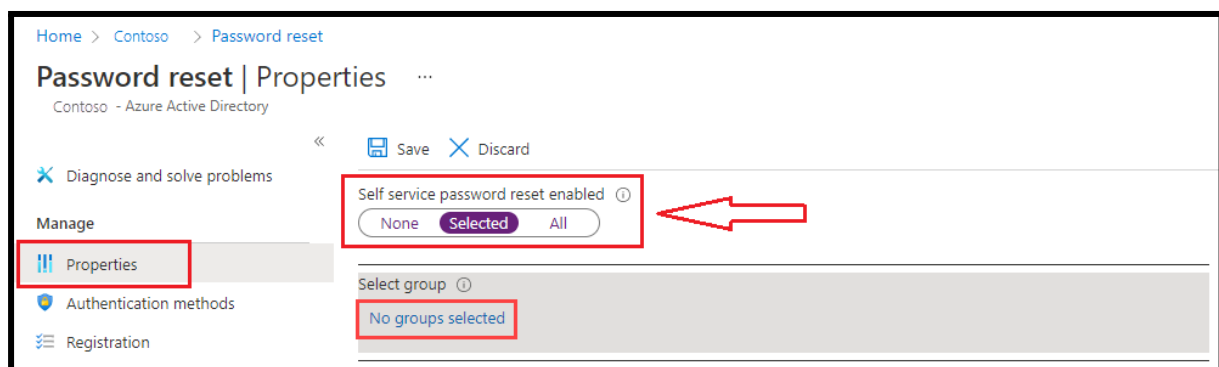 Home > Contoso > Password reset
Password reset | Properties ...
Contoso - Azure Active Directory
«
Save Discard
Diagnose and solve problems
Self service password reset enabled
None Selected All
Manage
Properties
Select group
No groups selected
Authentication methods
Registration